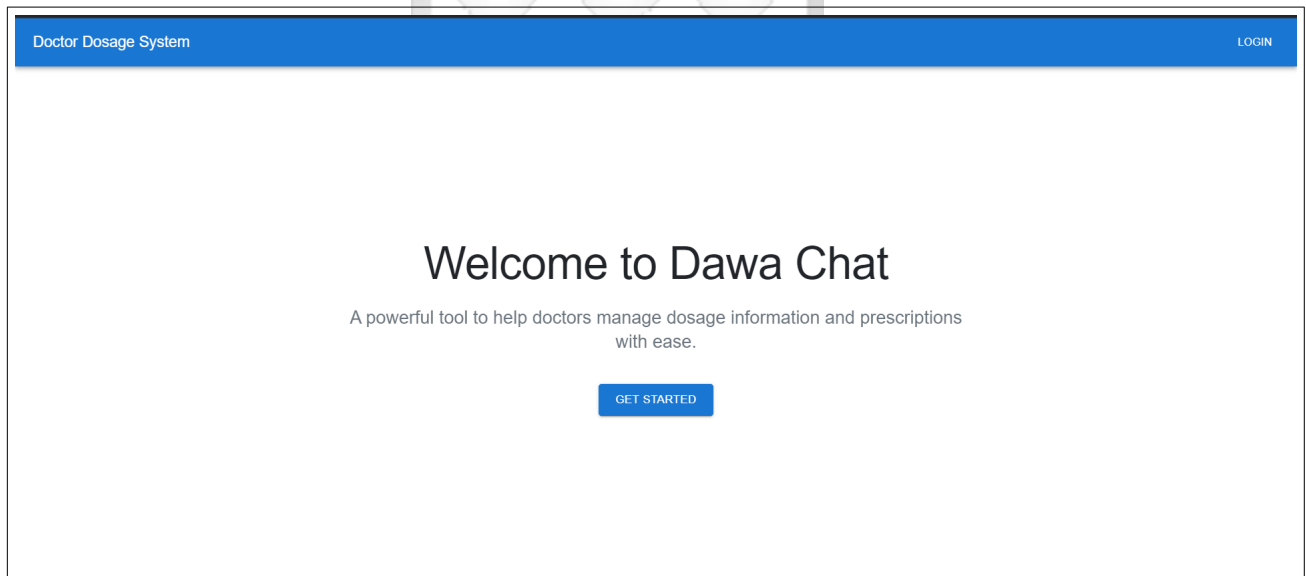 Doctor Dosage System
LOGIN
Welcome to Dawa Chat
A powerful tool to help doctors manage dosage information and prescriptions
with ease.
GET STARTED